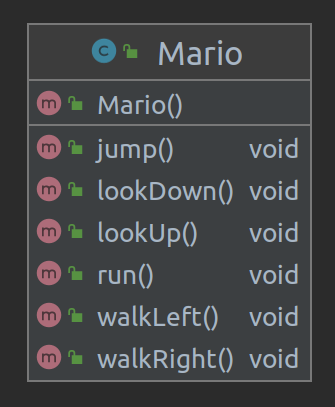 Mario
Mario()
jump() void
lookDown() void
lookUp() void
run() void
walkLeft() void
walkRight() void